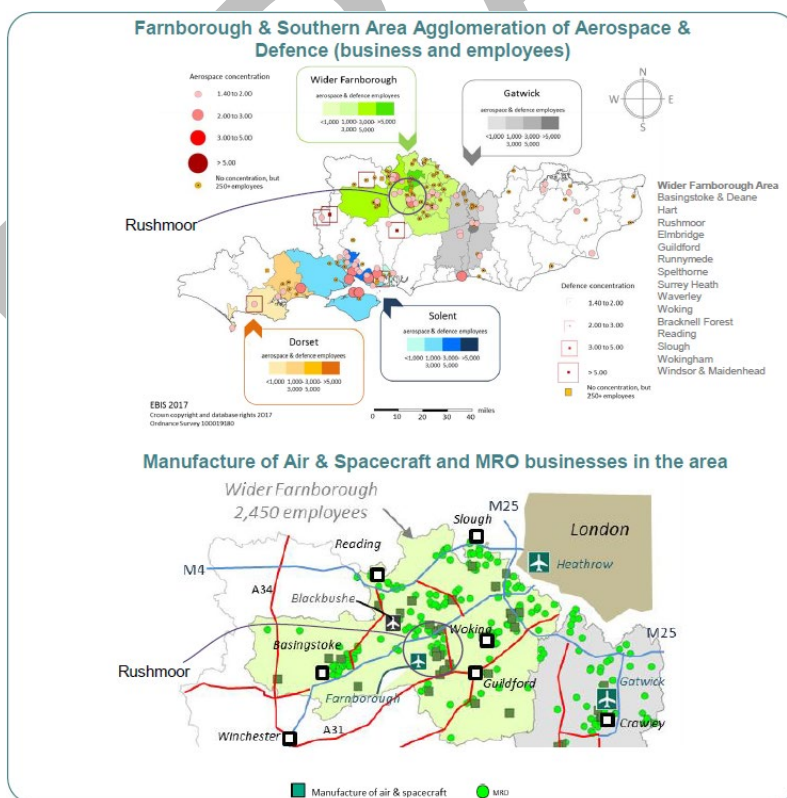 Farnborough & Southern Area Agglomeration of Aerospace &
Defence (business and employees)
Aerospace concentration
1.40 to 2.00
2.00 to 3.00
3.00 to 5.00
> 5.00
No concentration, but
250+ employees
Wider Farnborough
aerospace & defence employees
<1,000 1,000- 3,000- >5,000
3,000 5,000
Gatwick
aerospace & defence employees
<1,000 1,000- 3,000- >5,000
3,000 5,000
N
W E
S
Rushmoor
Wider Farnborough Area
Basingstoke & Deane
Hart
Rushmoor
Elmbridge
Guildford
Runnymede
Spelthorne
Surrey Heath
Waverley
Woking
Bracknell Forest
Reading
Slough
Wokingham
Windsor & Maidenhead
Defence concentration
1.40 to 2.00
2.00 to 3.00
3.00 to 5.00
> 5.00
No concentration, but
250+ employees
Dorset
aerospace & defence employees
<1,000 1,000- 3,000- >5,000
3,000 5,000
Solent
aerospace & defence employees
<1,000 1,000- 3,000- >5,000
3,000 5,000
EBIS 2017
Crown copyright and database rights 2017
Ordnance Survey 100019180
0 10 20 30 40 miles
Manufacture of Air & Spacecraft and MRO businesses in the area
Wider Farnborough
2,450 employees
M25
Slough
London
Reading
Heathrow
M4
A34
Blackbushe
Woking
M25
Basingstoke
Rushmoor
Farnborough
Guildford
Gatwick
Winchester
A31
Crawley
Manufacture of air & spacecraft
MRO